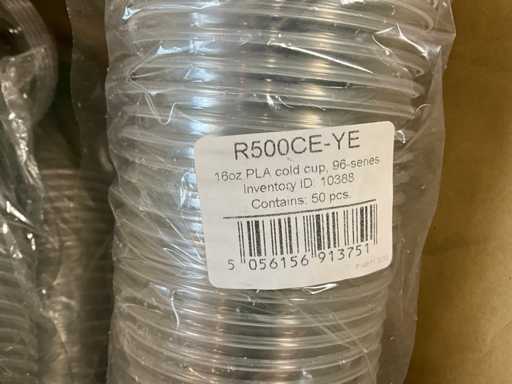 R500CE-YE
16oz PLA cold cup, 96-series
Inventory ID: 10388
Contains: 50 pcs.
5 056156 913751